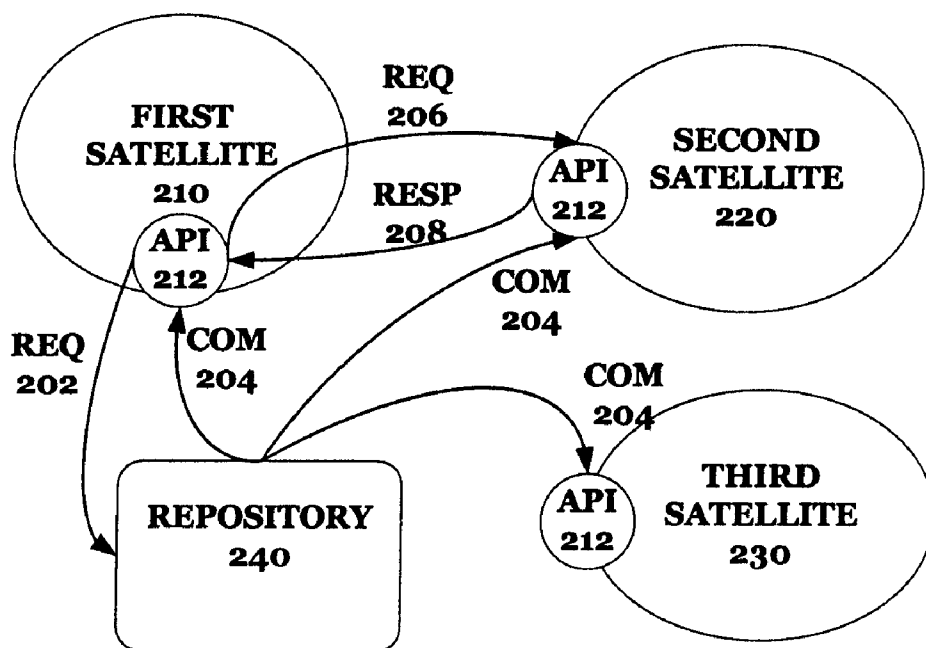 REQ
206
FIRST
SATELLITE
210
API
212
RESP
208
API
212
SECOND
SATELLITE
220
REQ
202
COM
204
COM
204
COM
204
REPOSITORY
240
API
212
THIRD
SATELLITE
230